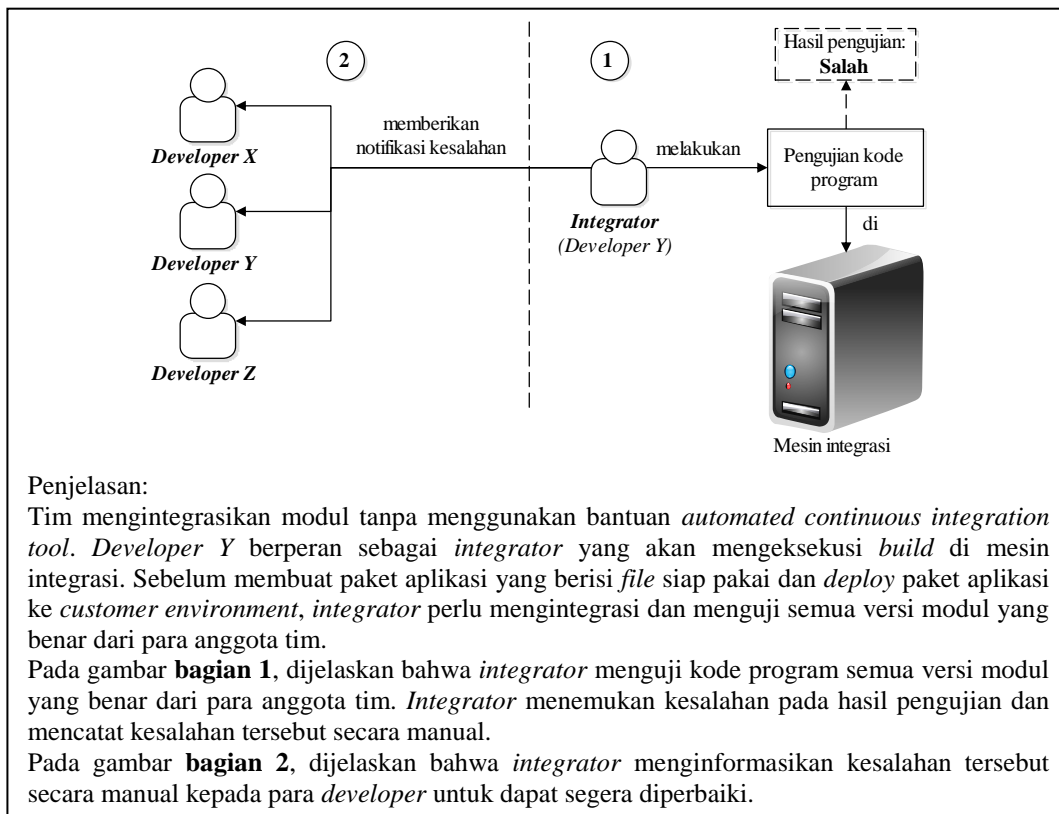 2
1
Hasil pengujian:
Salah
memberikan
notifikasi kesalahan
melakukan
Pengujian kode
program
Developer X
Integrator
(Developer Y)
di
Developer Y
Developer Z
Mesin integrasi
Penjelasan:
Tim mengintegrasikan modul tanpa menggunakan bantuan automated continuous integration
tool. Developer Y berperan sebagai integrator yang akan mengeksekusi build di mesin
integrasi. Sebelum membuat paket aplikasi yang berisi file siap pakai dan deploy paket aplikasi
ke customer environment, integrator perlu mengintegrasi dan menguji semua versi modul yang
benar dari para anggota tim.
Pada gambar bagian 1, dijelaskan bahwa integrator menguji kode program semua versi modul
yang benar dari para anggota tim. Integrator menemukan kesalahan pada hasil pengujian dan
mencatat kesalahan tersebut secara manual.
Pada gambar bagian 2, dijelaskan bahwa integrator menginformasikan kesalahan tersebut
secara manual kepada para developer untuk dapat segera diperbaiki.